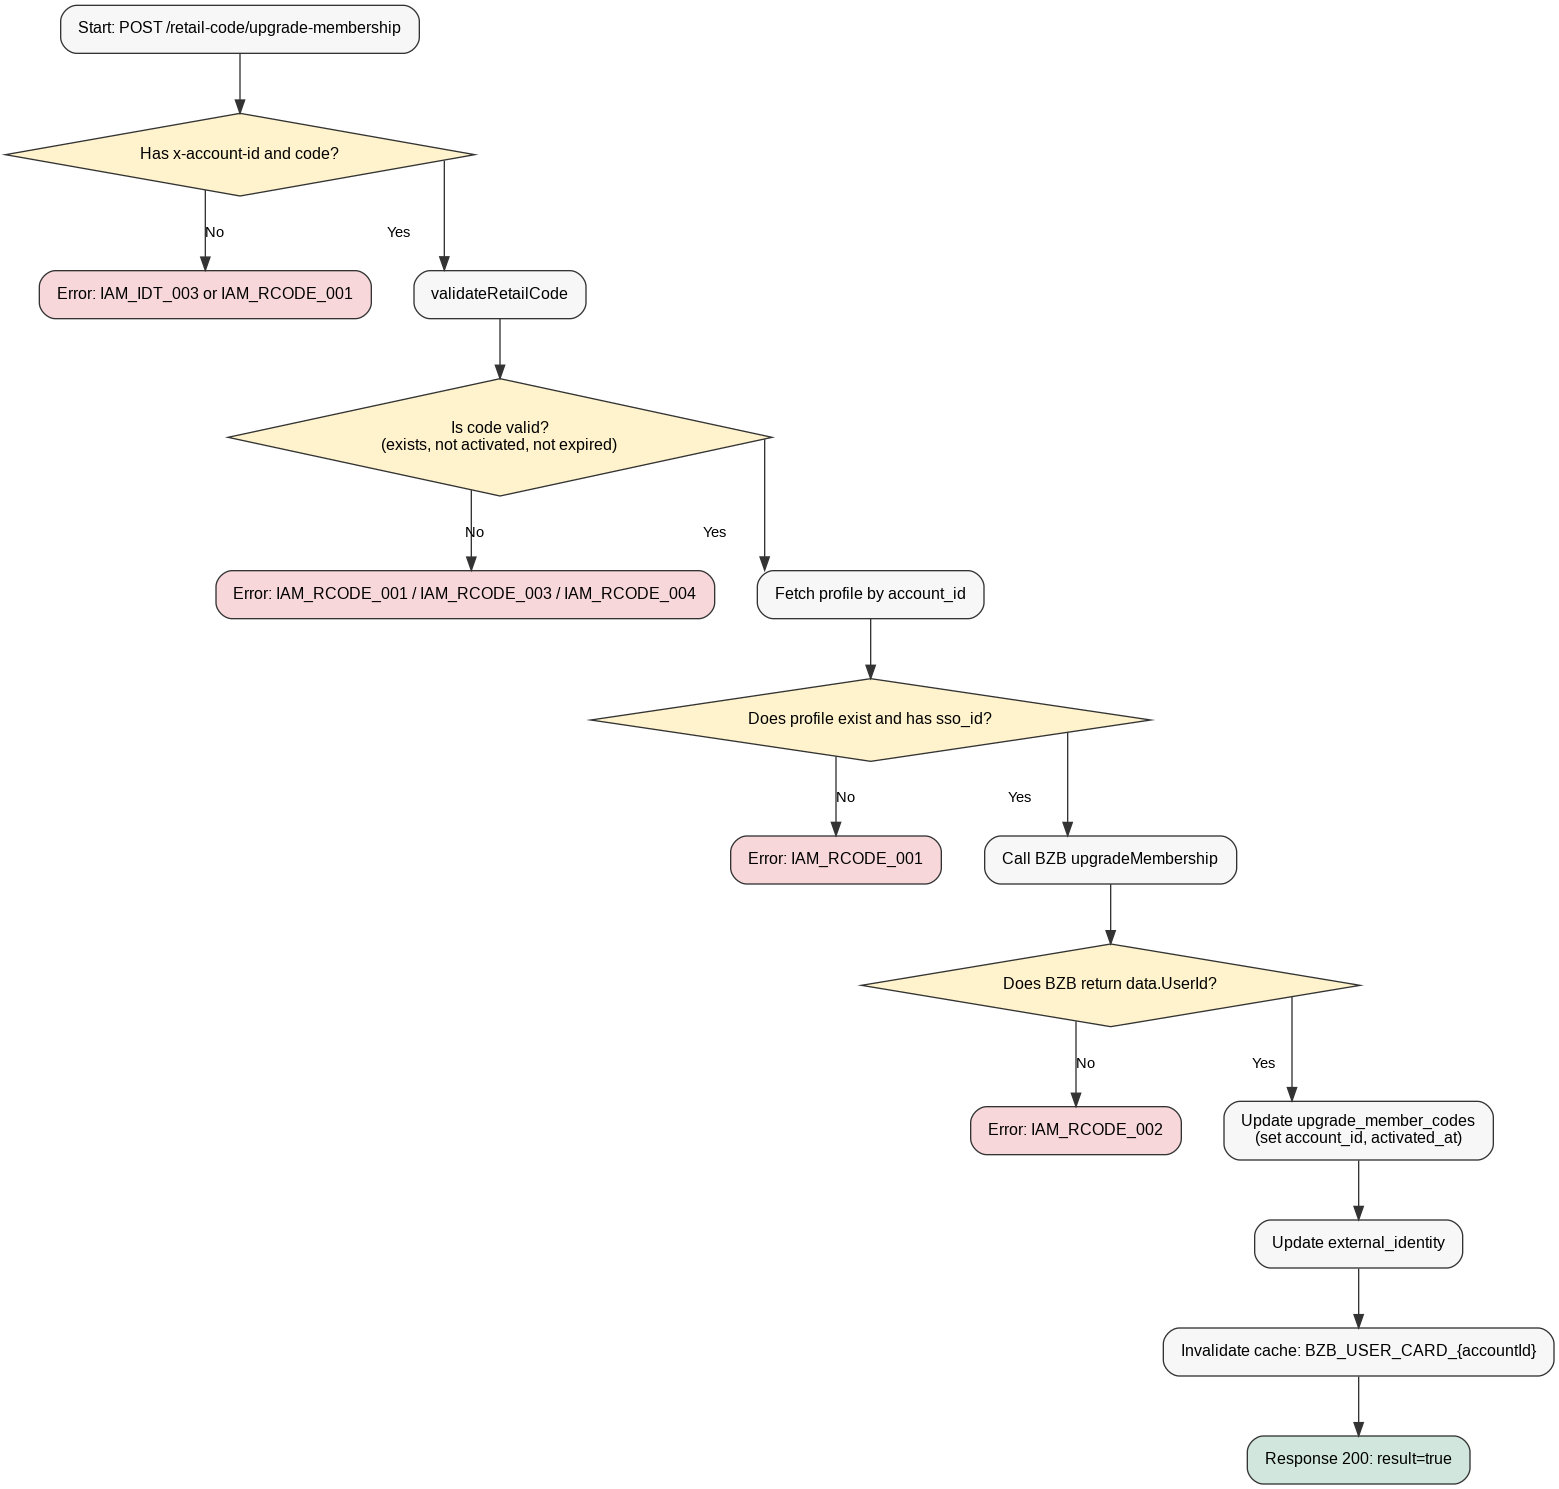 Start: POST /retail-code/upgrade-membership
Has x-account-id and code?
No
Yes
Error: IAM_IDT_003 or IAM_RCODE_001
validateRetailCode
Is code valid?
(exists, not activated, not expired)
No
Yes
Error: IAM_RCODE_001 / IAM_RCODE_003 / IAM_RCODE_004
Fetch profile by account_id
Does profile exist and has sso_id?
No
Yes
Error: IAM_RCODE_001
Call BZB upgradeMembership
Does BZB return data.UserId?
No
Yes
Error: IAM_RCODE_002
Update upgrade_member_codes
(set account_id, activated_at)
Update external_identity
Invalidate cache: BZB_USER_CARD_{accountId}
Response 200: result=true